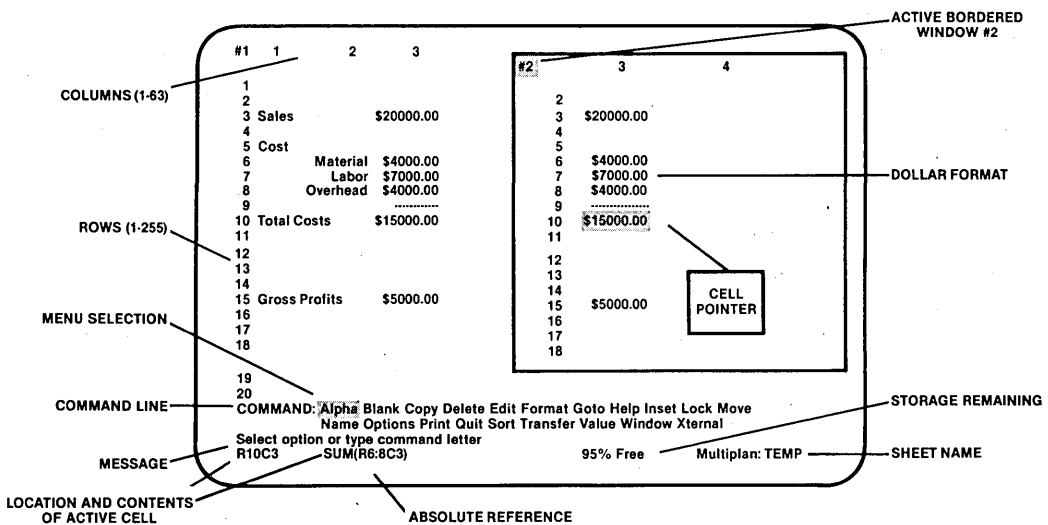 ACTIVE BORDERED
WINDOW #2
#1 1 2 3
#2 3 4
COLUMNS (1-63)
1
2
3 Sales $20000.00
4
5 Cost
6 Material $4000.00
7 Labor $7000.00
8 Overhead $4000.00
9 ------------
10 Total Costs $15000.00
11
12
13
14
15 Gross Profits $5000.00
16
17
18
19
20
2
3 $20000.00
4
5
6 $4000.00
7 $7000.00
8 $4000.00
9 ---------------
10 $15000.00
11
12
13
14
15 $5000.00
16
17
18
DOLLAR FORMAT
ROWS (1-255)
CELL
POINTER
MENU SELECTION
COMMAND LINE
COMMAND: Alpha Blank Copy Delete Edit Format Goto Help Inset Lock Move
Name Options Print Quit Sort Transfer Value Window Xternal
Select option or type command letter
R10C3 SUM(R6:8C3) 95% Free Multiplan: TEMP
STORAGE REMAINING
SHEET NAME
MESSAGE
LOCATION AND CONTENTS
OF ACTIVE CELL
ABSOLUTE REFERENCE